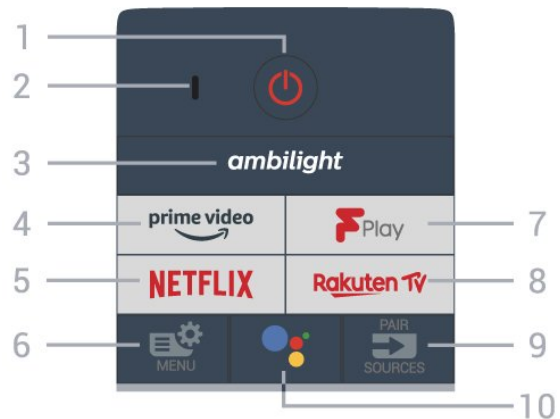 1
2
3
ambilight
4
prime video
F Play
7
5
NETFLIX
Rakuten TV
8
6
MENU
PAIR
SOURCES
9
10